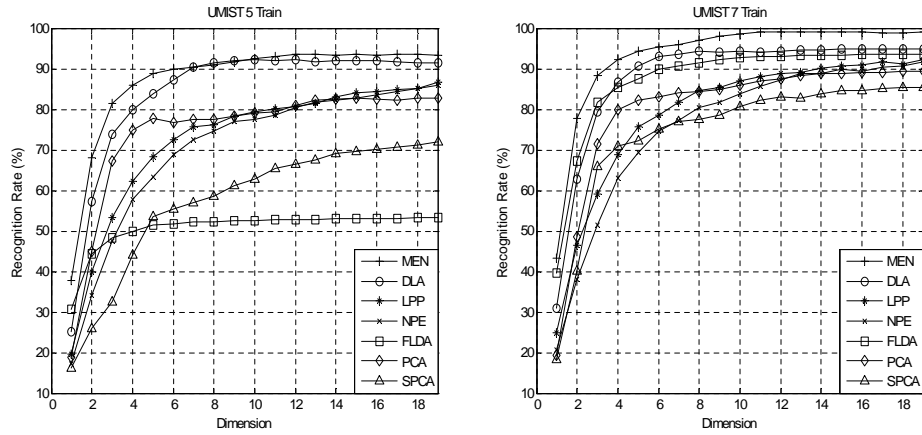 UMIST 5 Train
100
90
80
70
60
50
40
30
20
10
Recognition Rate (%)
MEN
DLA
LPP
NPE
FLDA
PCA
SPCA
0 2 4 6 8 10 12 14 16 18
Dimension
UMIST 7 Train
100
90
80
70
60
50
40
30
20
10
Recognition Rate (%)
MEN
DLA
LPP
NPE
FLDA
PCA
SPCA
0 2 4 6 8 10 12 14 16 18
Dimension